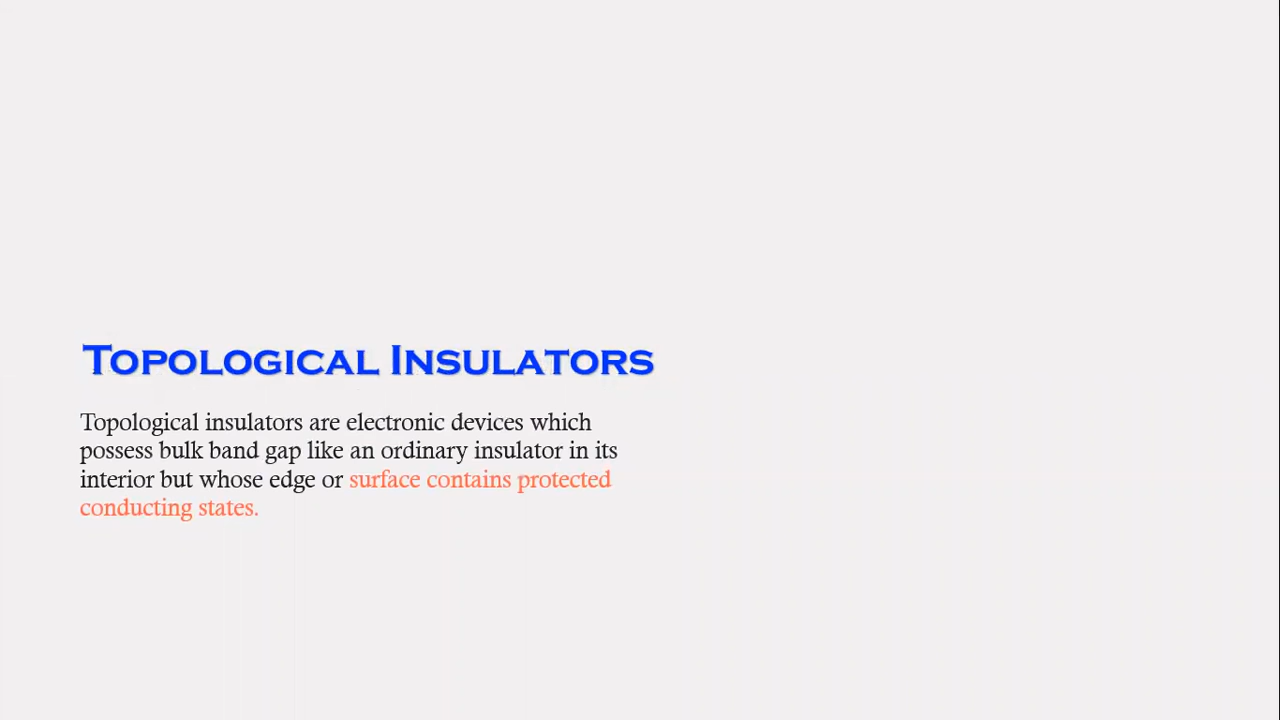 Topological Insulators
Topological insulators are electronic devices which
possess bulk band gap like an ordinary insulator in its
interior but whose edge or surface contains protected
conducting states.